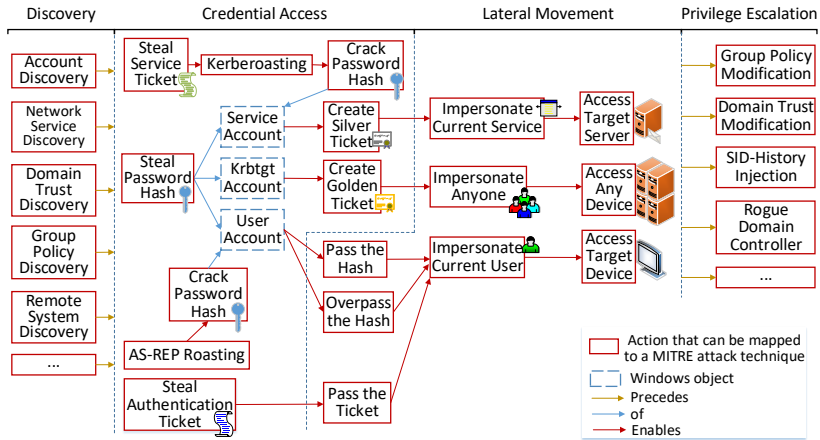 Discovery
Credential Access
Lateral Movement
Privilege Escalation
Account
Discovery
Network
Service
Discovery
Domain
Trust
Discovery
Group
Policy
Discovery
Remote
System
Discovery
...
Steal
Service
Ticket
Kerberoasting
Crack
Password
Hash
Service
Account
Create
Silver
Ticket
Steal
Password
Hash
Krbtgt
Account
Create
Golden
Ticket
User
Account
Pass the
Hash
Crack
Password
Hash
Overpass
the Hash
AS-REP Roasting
Steal
Authentication
Ticket
Pass the
Ticket
Impersonate
Current Service
Access
Target
Server
Impersonate
Anyone
Access
Any
Device
Impersonate
Current User
Access
Target
Device
Group Policy
Modification
Domain Trust
Modification
SID-History
Injection
Rogue
Domain
Controller
...
Action that can be mapped
to a MITRE attack technique
Windows object
Precedes
of
Enables